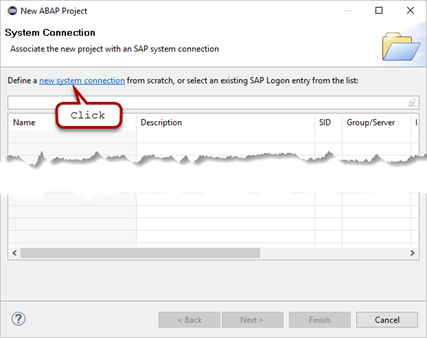 New ABAP Project
System Connection
Associate the new project with an SAP system connection
Define a new system connection from scratch, or select an existing SAP Logon entry from the list:
Click
Name Description SID Group/Server
< Back Next > Finish Cancel